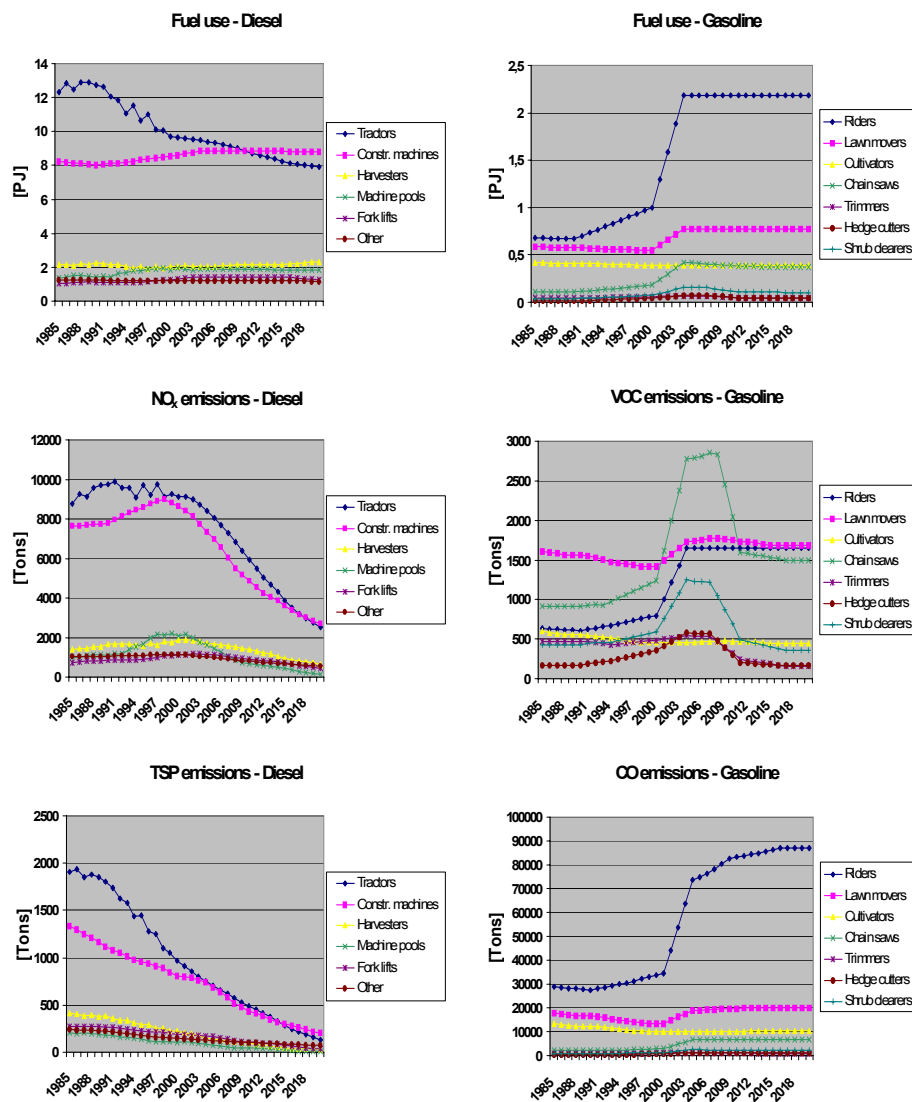 Fuel use - Diesel
14
12
10
8
6
4
2
0
[PJ]
1985
1988
1991
1994
1997
2000
2003
2006
2009
2012
2015
2018
Tractors
Constr. machines
Harvesters
Machine pools
Fork lifts
Other
Fuel use - Gasoline
2,5
2
1,5
1
0,5
0
[PJ]
1985
1988
1991
1994
1997
2000
2003
2006
2009
2012
2015
2018
Riders
Lawn movers
Cultivators
Chain saws
Trimmers
Hedge cutters
Shrub clearers
NOx emissions - Diesel
12000
10000
8000
6000
4000
2000
0
[Tons]
1985
1988
1991
1994
1997
2000
2003
2006
2009
2012
2015
2018
Tractors
Constr. machines
Harvesters
Machine pools
Fork lifts
Other
VOC emissions - Gasoline
3000
2500
2000
1500
1000
500
0
[Tons]
1985
1988
1991
1994
1997
2000
2003
2006
2009
2012
2015
2018
Riders
Lawn movers
Cultivators
Chain saws
Trimmers
Hedge cutters
Shrub clearers
TSP emissions - Diesel
2500
2000
1500
1000
500
0
[Tons]
1985
1988
1991
1994
1997
2000
2003
2006
2009
2012
2015
2018
Tractors
Constr. machines
Harvesters
Machine pools
Fork lifts
Other
CO emissions - Gasoline
100000
90000
80000
70000
60000
50000
40000
30000
20000
10000
0
[Tons]
1985
1988
1991
1994
1997
2000
2003
2006
2009
2012
2015
2018
Riders
Lawn movers
Cultivators
Chain saws
Trimmers
Hedge cutters
Shrub clearers